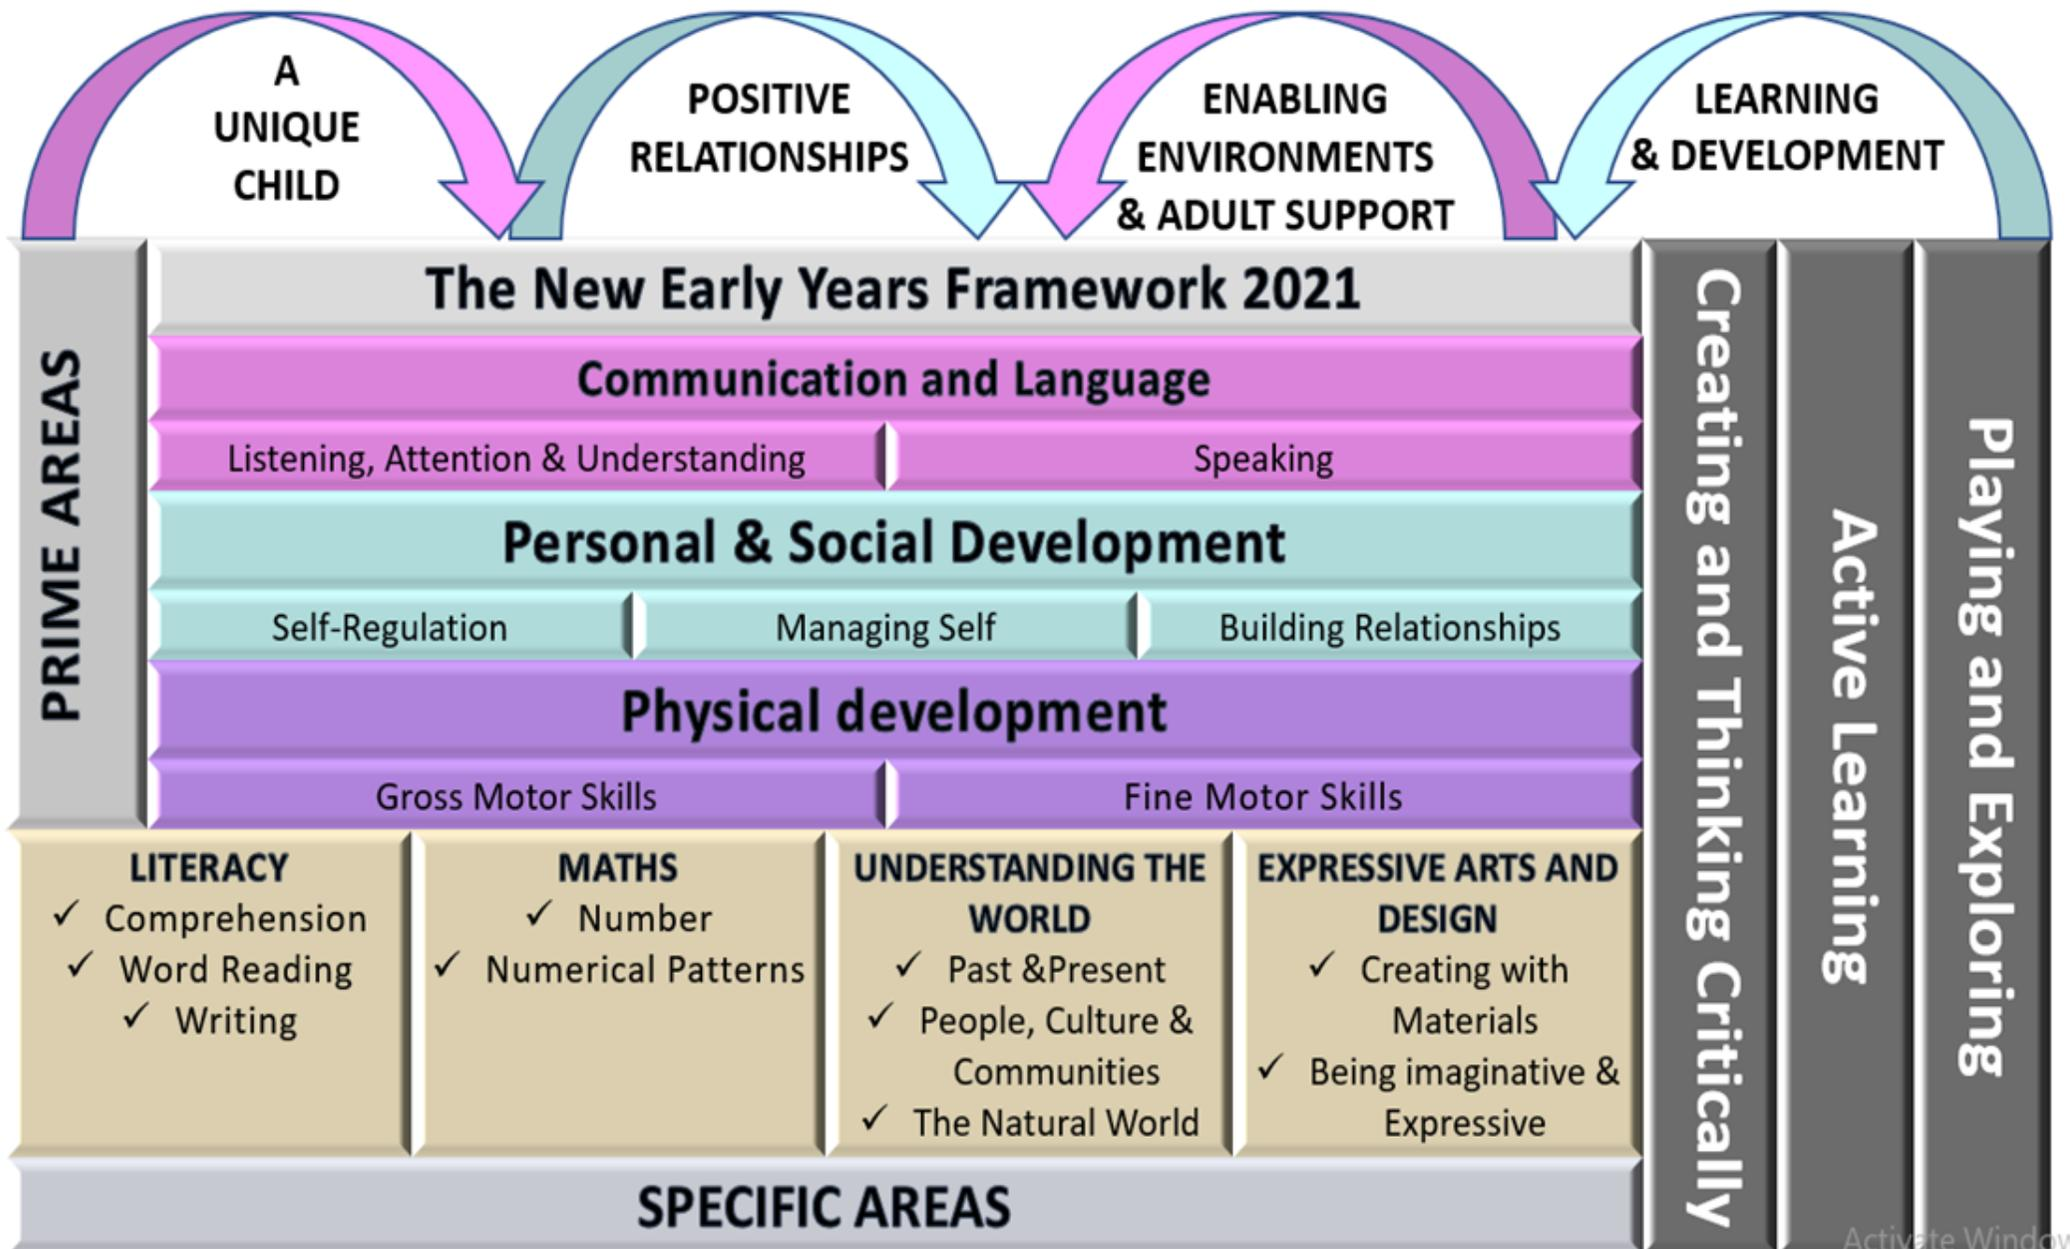 A
UNIQUE
CHILD
POSITIVE
RELATIONSHIPS
ENABLING
ENVIRONMENTS
& ADULT SUPPORT
LEARNING
& DEVELOPMENT
PRIME AREAS
The New Early Years Framework 2021
Communication and Language
Listening, Attention & Understanding
Speaking
Personal & Social Development
Self-Regulation
Managing Self
Building Relationships
Physical development
Gross Motor Skills
Fine Motor Skills
LITERACY
✓ Comprehension
✓ Word Reading
✓ Writing
MATHS
✓ Number
✓ Numerical Patterns
UNDERSTANDING THE
WORLD
✓ Past &Present
✓ People, Culture &
Communities
✓ The Natural World
EXPRESSIVE ARTS AND
DESIGN
✓ Creating with
Materials
✓ Being imaginative &
Expressive
SPECIFIC AREAS
Creating and Thinking Critically
Active Learning
Playing and Exploring
Activate Window